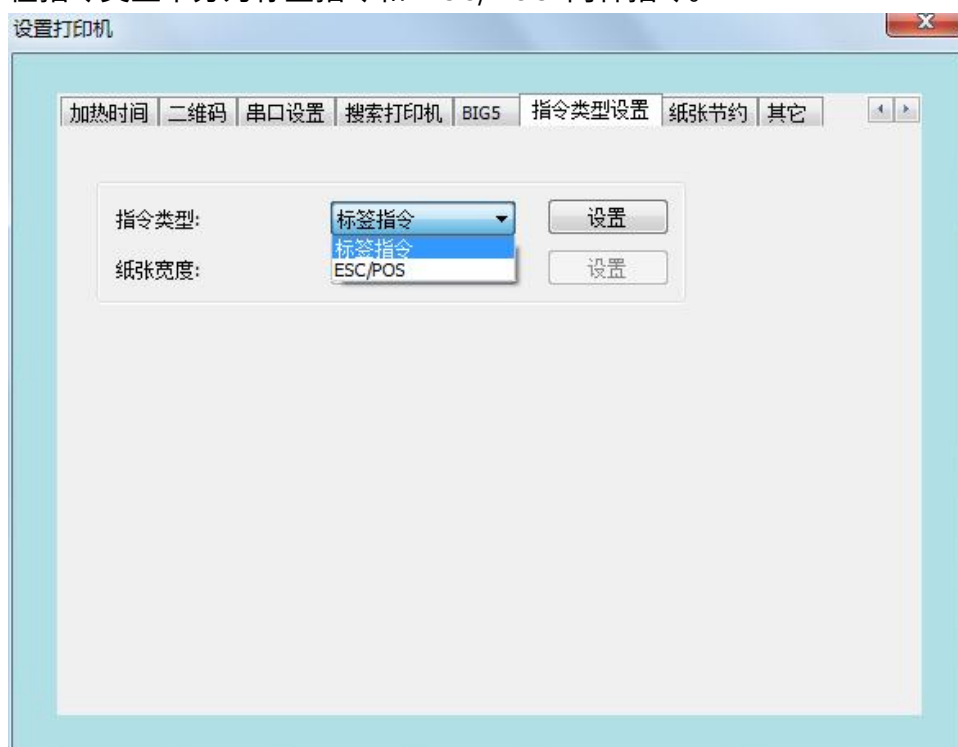 设置打印机
X
加热时间 二维码 串口设置 搜索打印机 BIG5 指令类型设置 纸张节约 其它
指令类型: 标签指令 设置
标签指令
纸张宽度: ESC/POS 设置